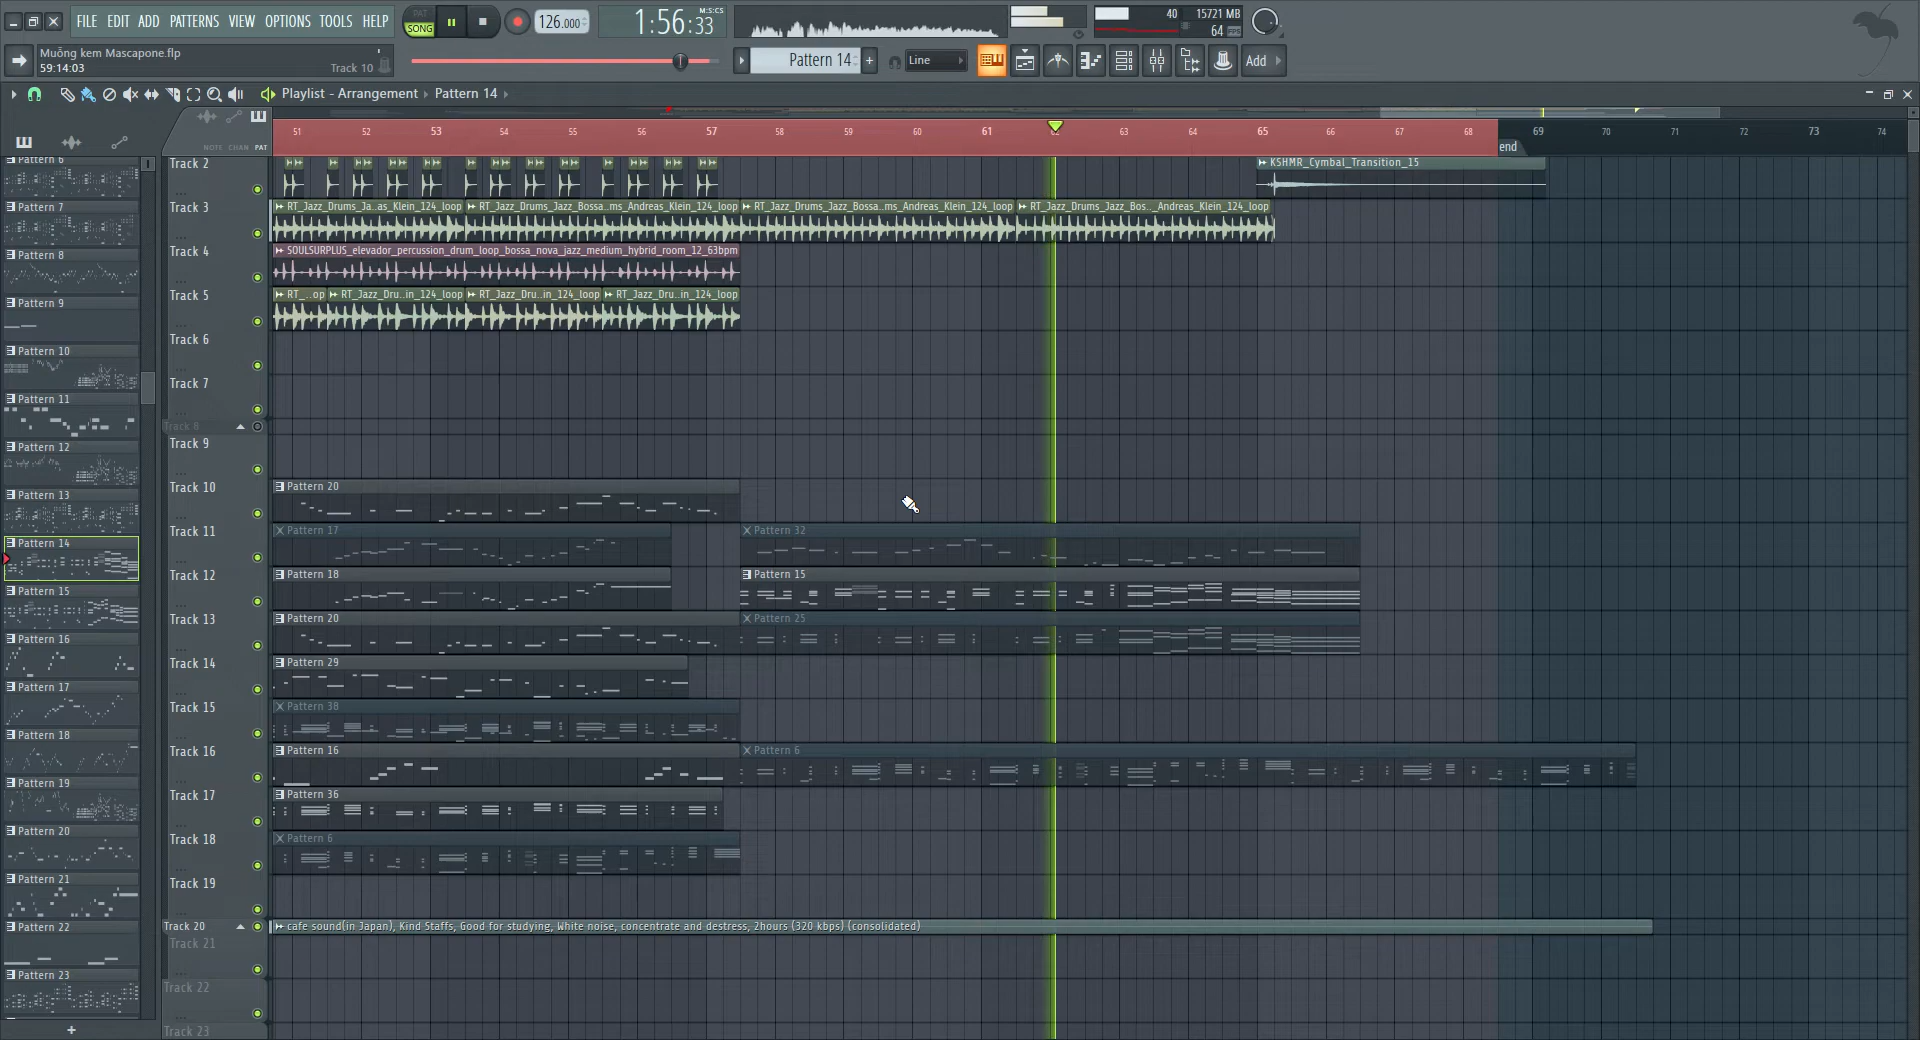 FILE EDIT ADD PATTERNS VIEW OPTIONS TOOLS HELP
PAT
SONG
126.000
1:56:33
M:S:CS
40
15721 MB
64
Muỗng kem Mascapone.flp
59:14:03
Track 10
Pattern 14
+
Line
Add
Playlist - Arrangement
Pattern 14
NOTE CHAN PAT
51 52 53 54 55 56 57 58 59 60 61 62 63 64 65 66 67 68 69 70 71 72 73 74
end
Pattern 6
Pattern 7
Pattern 8
Pattern 9
Pattern 10
Pattern 11
Pattern 12
Pattern 13
Pattern 14
Pattern 15
Pattern 16
Pattern 17
Pattern 18
Pattern 19
Pattern 20
Pattern 21
Pattern 22
Pattern 23
+
Track 2
KSHMR_Cymbal_Transition_15
Track 3
RT_Jazz_Drums_Ja..as_Klein_124_loop
RT_Jazz_Drums_Jazz_Bossa..ms_Andreas_Klein_124_loop
RT_Jazz_Drums_Jazz_Bossa..ms_Andreas_Klein_124_loop
RT_Jazz_Drums_Jazz_Bos.._Andreas_Klein_124_loop
Track 4
SOULSURPLUS_elevador_percussion_drum_loop_bossa_nova_jazz_medium_hybrid_room_12_63bpm
Track 5
RT_..op
RT_Jazz_Dru..in_124_loop
RT_Jazz_Dru..in_124_loop
RT_Jazz_Dru..in_124_loop
Track 6
Track 7
Track 8
Track 9
Track 10
Pattern 20
Track 11
Pattern 17
Pattern 32
Track 12
Pattern 18
Pattern 15
Track 13
Pattern 20
Pattern 25
Track 14
Pattern 29
Track 15
Pattern 38
Track 16
Pattern 16
Pattern 6
Track 17
Pattern 36
Track 18
Pattern 6
Track 19
Track 20
cafe sound(in Japan), Kind Staffs, Good for studying, White noise, concentrate and destress, 2hours (320 kbps) (consolidated)
Track 21
Track 22
Track 23